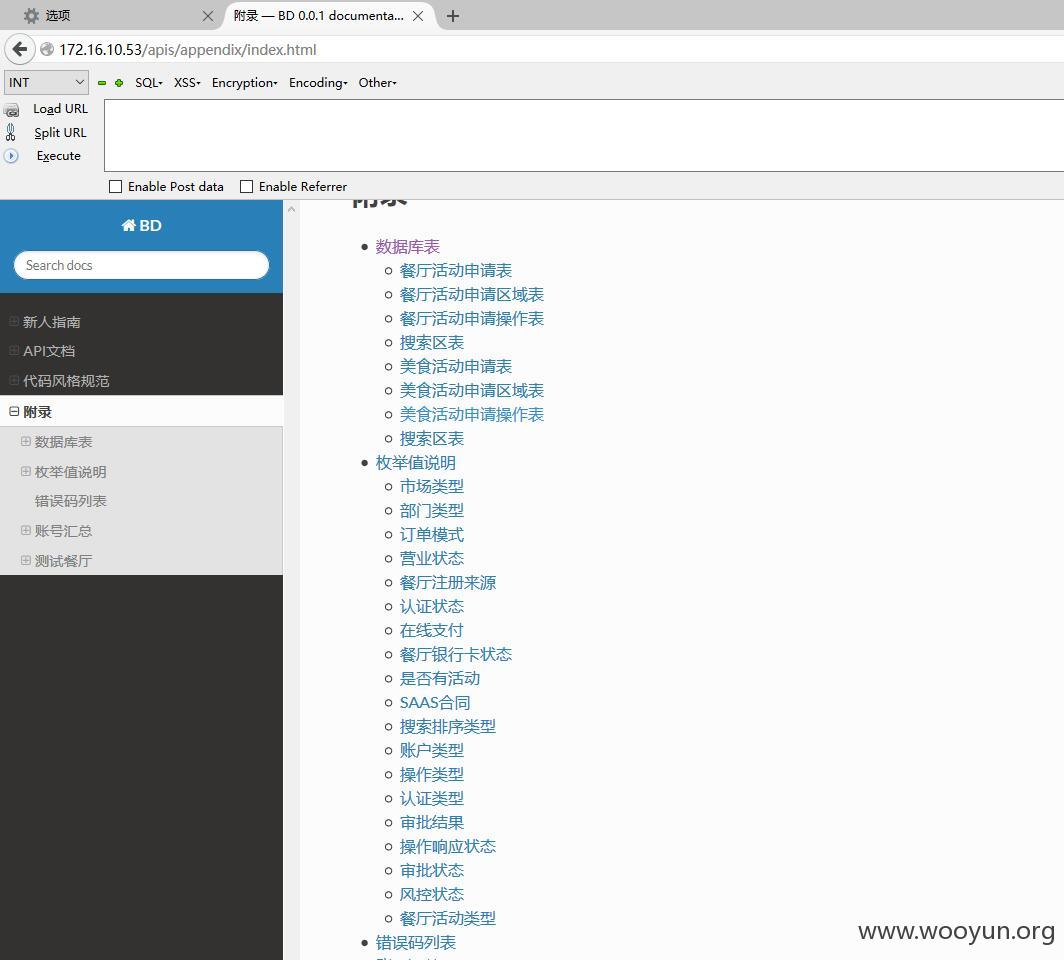 选项
附录 — BD 0.0.1 documenta...
172.16.10.53/apis/appendix/index.html
INT SQL XSS Encryption Encoding Other
Load URL
Split URL
Execute
Enable Post data Enable Referrer
BD
Search docs
新人指南
API文档
代码风格规范
附录
数据库表
枚举值说明
错误码列表
账号汇总
测试餐厅
附录
数据库表
餐厅活动申请表
餐厅活动申请区域表
餐厅活动申请操作表
搜索区表
美食活动申请表
美食活动申请区域表
美食活动申请操作表
搜索区表
枚举值说明
市场类型
部门类型
订单模式
营业状态
餐厅注册来源
认证状态
在线支付
餐厅银行卡状态
是否有活动
SAAS合同
搜索排序类型
账户类型
操作类型
认证类型
审批结果
操作响应状态
审批状态
风控状态
餐厅活动类型
错误码列表
www.wooyun.org